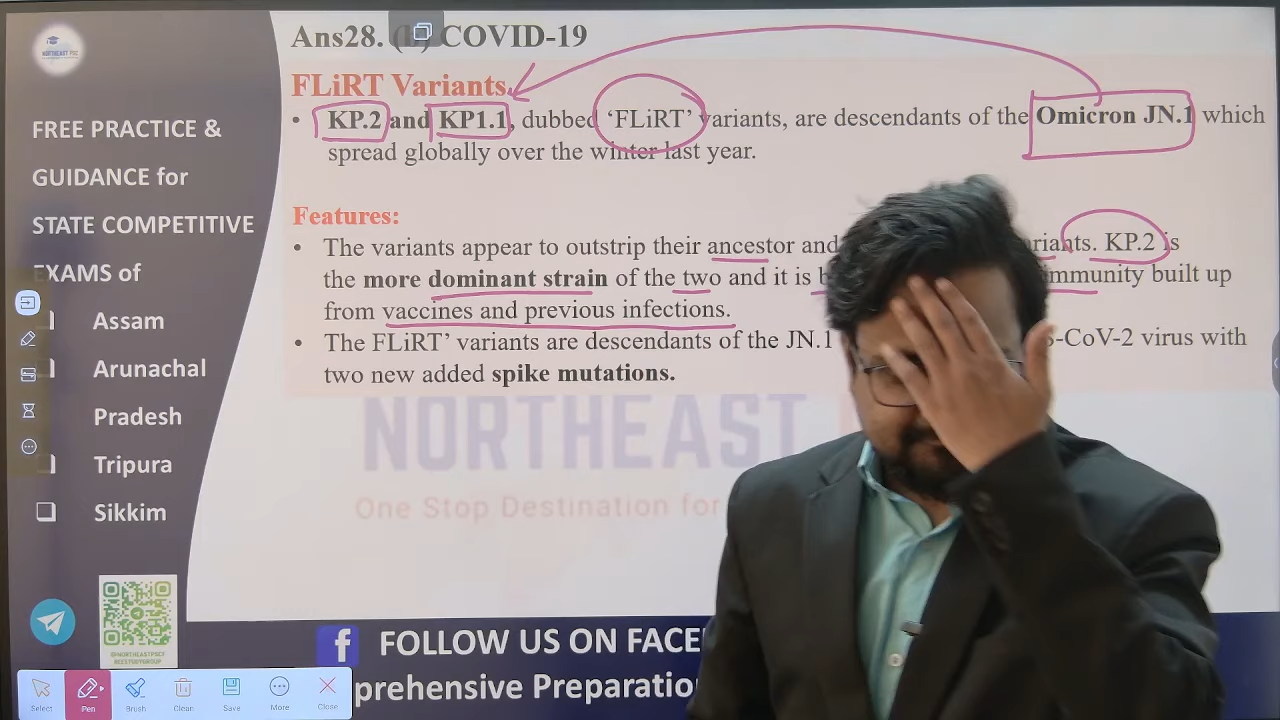 Ans28. (b) COVID-19
FLiRT Variants
• KP.2 and KP1.1, dubbed ‘FLiRT’ variants, are descendants of the Omicron JN.1 which
spread globally over the winter last year.
Features:
• The variants appear to outstrip their ancestor and variants. KP.2 is
the more dominant strain of the two and it is immunity built up
from vaccines and previous infections.
• The FLiRT’ variants are descendants of the JN.1 S-CoV-2 virus with
two new added spike mutations.
NORTHEAST
One Stop Destination for
NORTHEAST PSC
FREE PRACTICE &
GUIDANCE for
STATE COMPETITIVE
EXAMS of
Assam
Arunachal
Pradesh
Tripura
Sikkim
FOLLOW US ON FACE
prehensive Preparation
Select Pen Brush Clean Save More Close